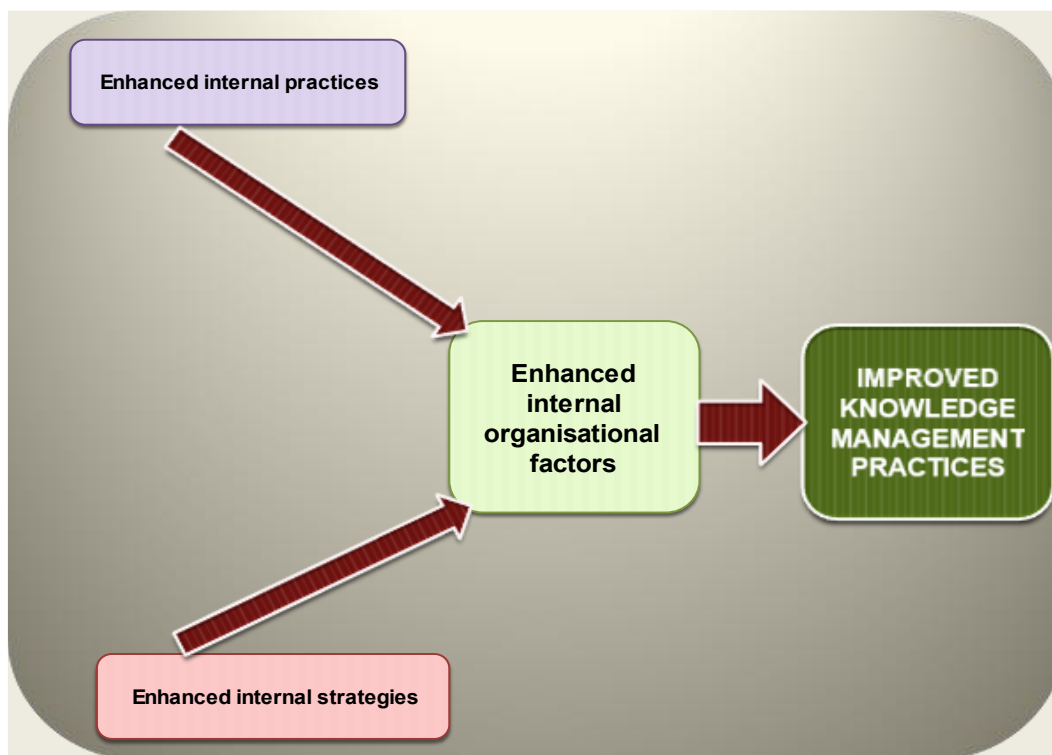 Enhanced internal practices
Enhanced
internal
organisational
factors
IMPROVED
KNOWLEDGE
MANAGEMENT
PRACTICES
Enhanced internal strategies